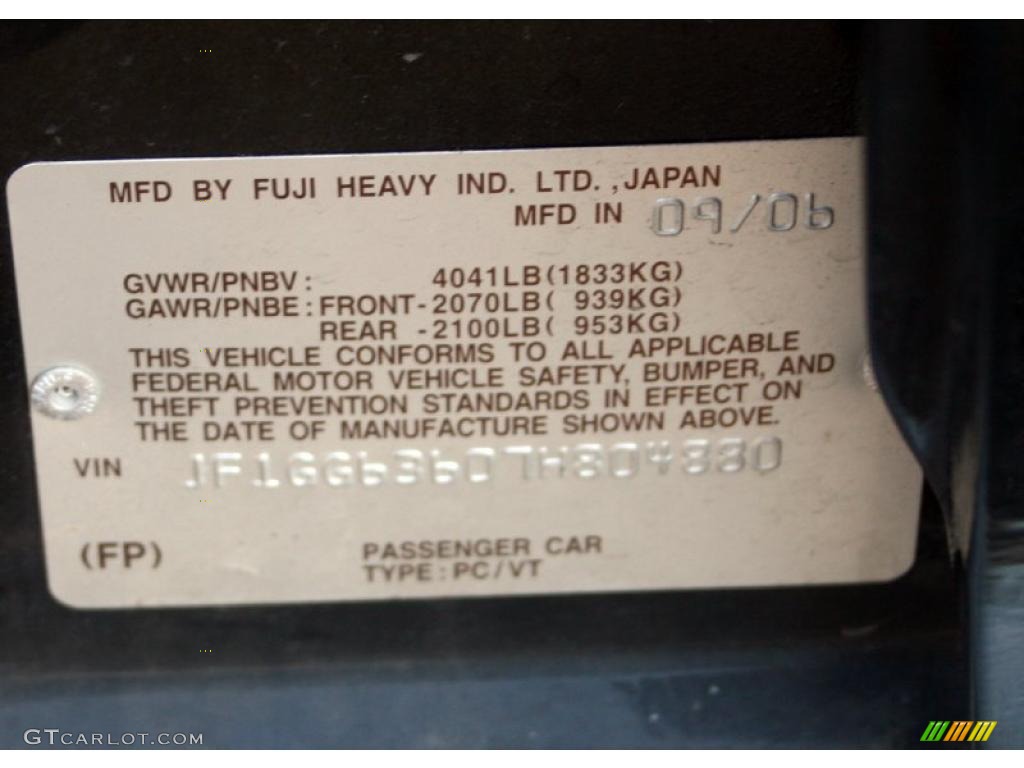 MFD BY FUJI HEAVY IND. LTD. ,JAPAN
MFD IN 09/06
GVWR/PNBV: 4041LB(1833KG)
GAWR/PNBE: FRONT-2070LB( 939KG)
REAR -2100LB( 953KG)
THIS VEHICLE CONFORMS TO ALL APPLICABLE
FEDERAL MOTOR VEHICLE SAFETY, BUMPER, AND
THEFT PREVENTION STANDARDS IN EFFECT ON
THE DATE OF MANUFACTURE SHOWN ABOVE.
VIN JF1GG63607H804830
(FP) PASSENGER CAR
TYPE:PC/VT
GTCARLOT.COM